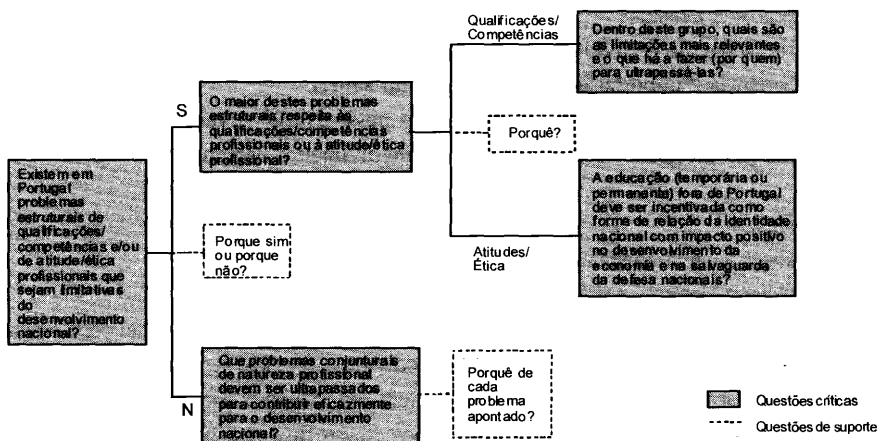 Qualificações/
Competências
Dentro deste grupo, quais são
as limitações mais relevantes
e o que há a fazer (por quem)
para ultrapassá-las?
S
O maior destes problemas
estruturais respeita às
qualificações/competências
profissionais ou à atitude/ética
profissional?
Porquê?
Existem em
Portugal
problemas
estruturais de
qualificações/
competências e/ou
de atitude/ética
profissionais que
sejam limitativas
do
desenvolvimento
nacional?
Porque sim
ou porque
não?
A educação (temporária ou
permanente) fora de Portugal
deve ser incentivada como
forma de relação da identidade
nacional com impacto positivo
no desenvolvimento da
economia e na salvaguarda
da defesa nacionais?
Atitudes/
Ética
N
Que problemas conjunturais
de natureza profissional
devem ser ultrapassados
para contribuir eficazmente
para o desenvolvimento
nacional?
Porquê de
cada
problema
apontado?
Questões críticas
Questões de suporte